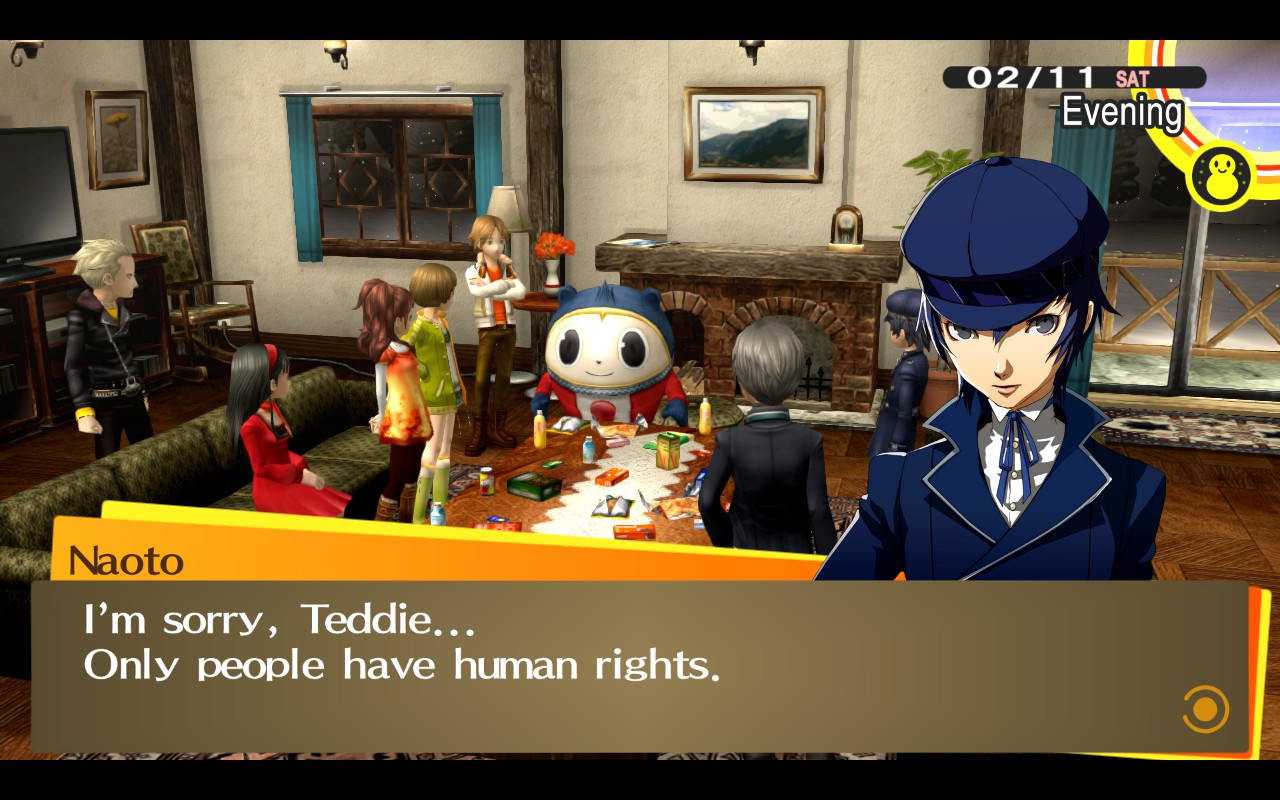 02/11 SAT
Evening
Naoto
I'm sorry, Teddie...
Only people have human rights.